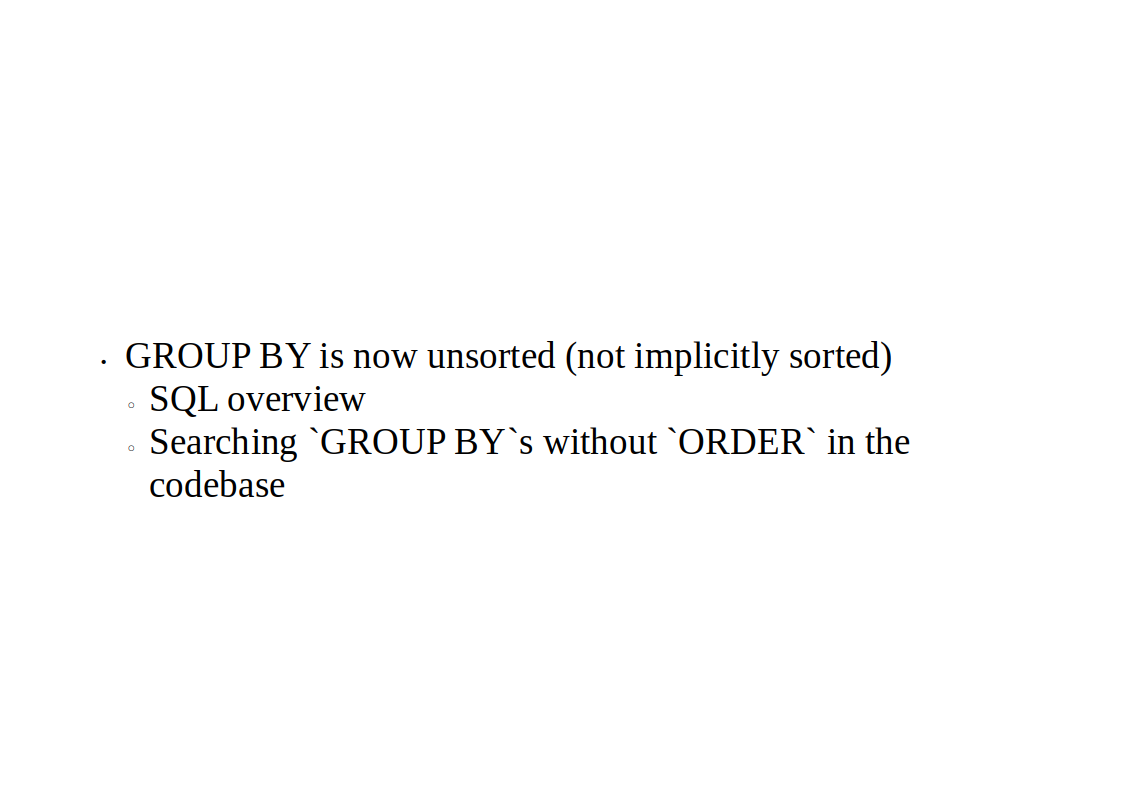 • GROUP BY is now unsorted (not implicitly sorted)
○ SQL overview
○ Searching `GROUP BY`s without `ORDER` in the
codebase